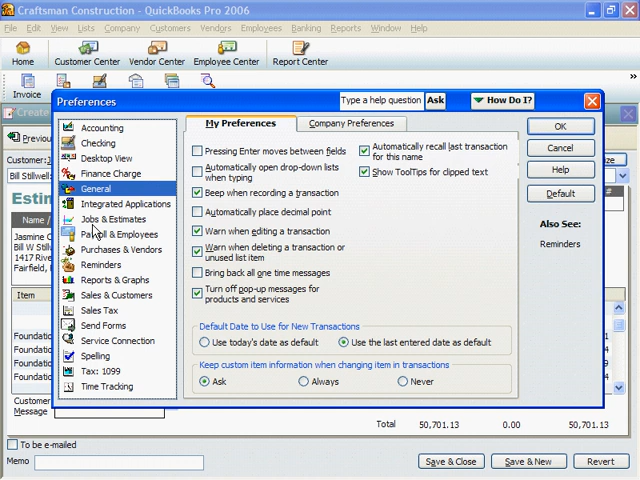 Craftsman Construction - QuickBooks Pro 2006
File Edit View Lists Company Customers Vendors Employees Banking Reports Window Help
Home Customer Center Vendor Center Employee Center Report Center
Invoice
Create
Preferences
Type a help question Ask How Do I?
Previous
Customer:J
Bill Stillwel
Estim
Name /
Jasmine C
Bill W Stil
1417 Rive
Fairfield,
Item
Foundatio
Foundatio
Foundatio
Foundatio
Customer
Message
Accounting
Checking
Desktop View
Finance Charge
General
Integrated Applications
Jobs & Estimates
Payroll & Employees
Purchases & Vendors
Reminders
Reports & Graphs
Sales & Customers
Sales Tax
Send Forms
Service Connection
Spelling
Tax: 1099
Time Tracking
My Preferences Company Preferences
Pressing Enter moves between fields
Automatically open drop-down lists
when typing
Beep when recording a transaction
Automatically place decimal point
Warn when editing a transaction
Warn when deleting a transaction or
unused list item
Bring back all one time messages
Turn off pop-up messages for
products and services
Automatically recall last transaction
for this name
Show ToolTips for clipped text
Default Date to Use for New Transactions
Use today's date as default Use the last entered date as default
Keep custom item information when changing item in transactions
Ask Always Never
OK
Cancel
Help
Default
Also See:
Reminders
Total 50,701.13 0.00 50,701.13
To be e-mailed
Memo
Save & Close Save & New Revert